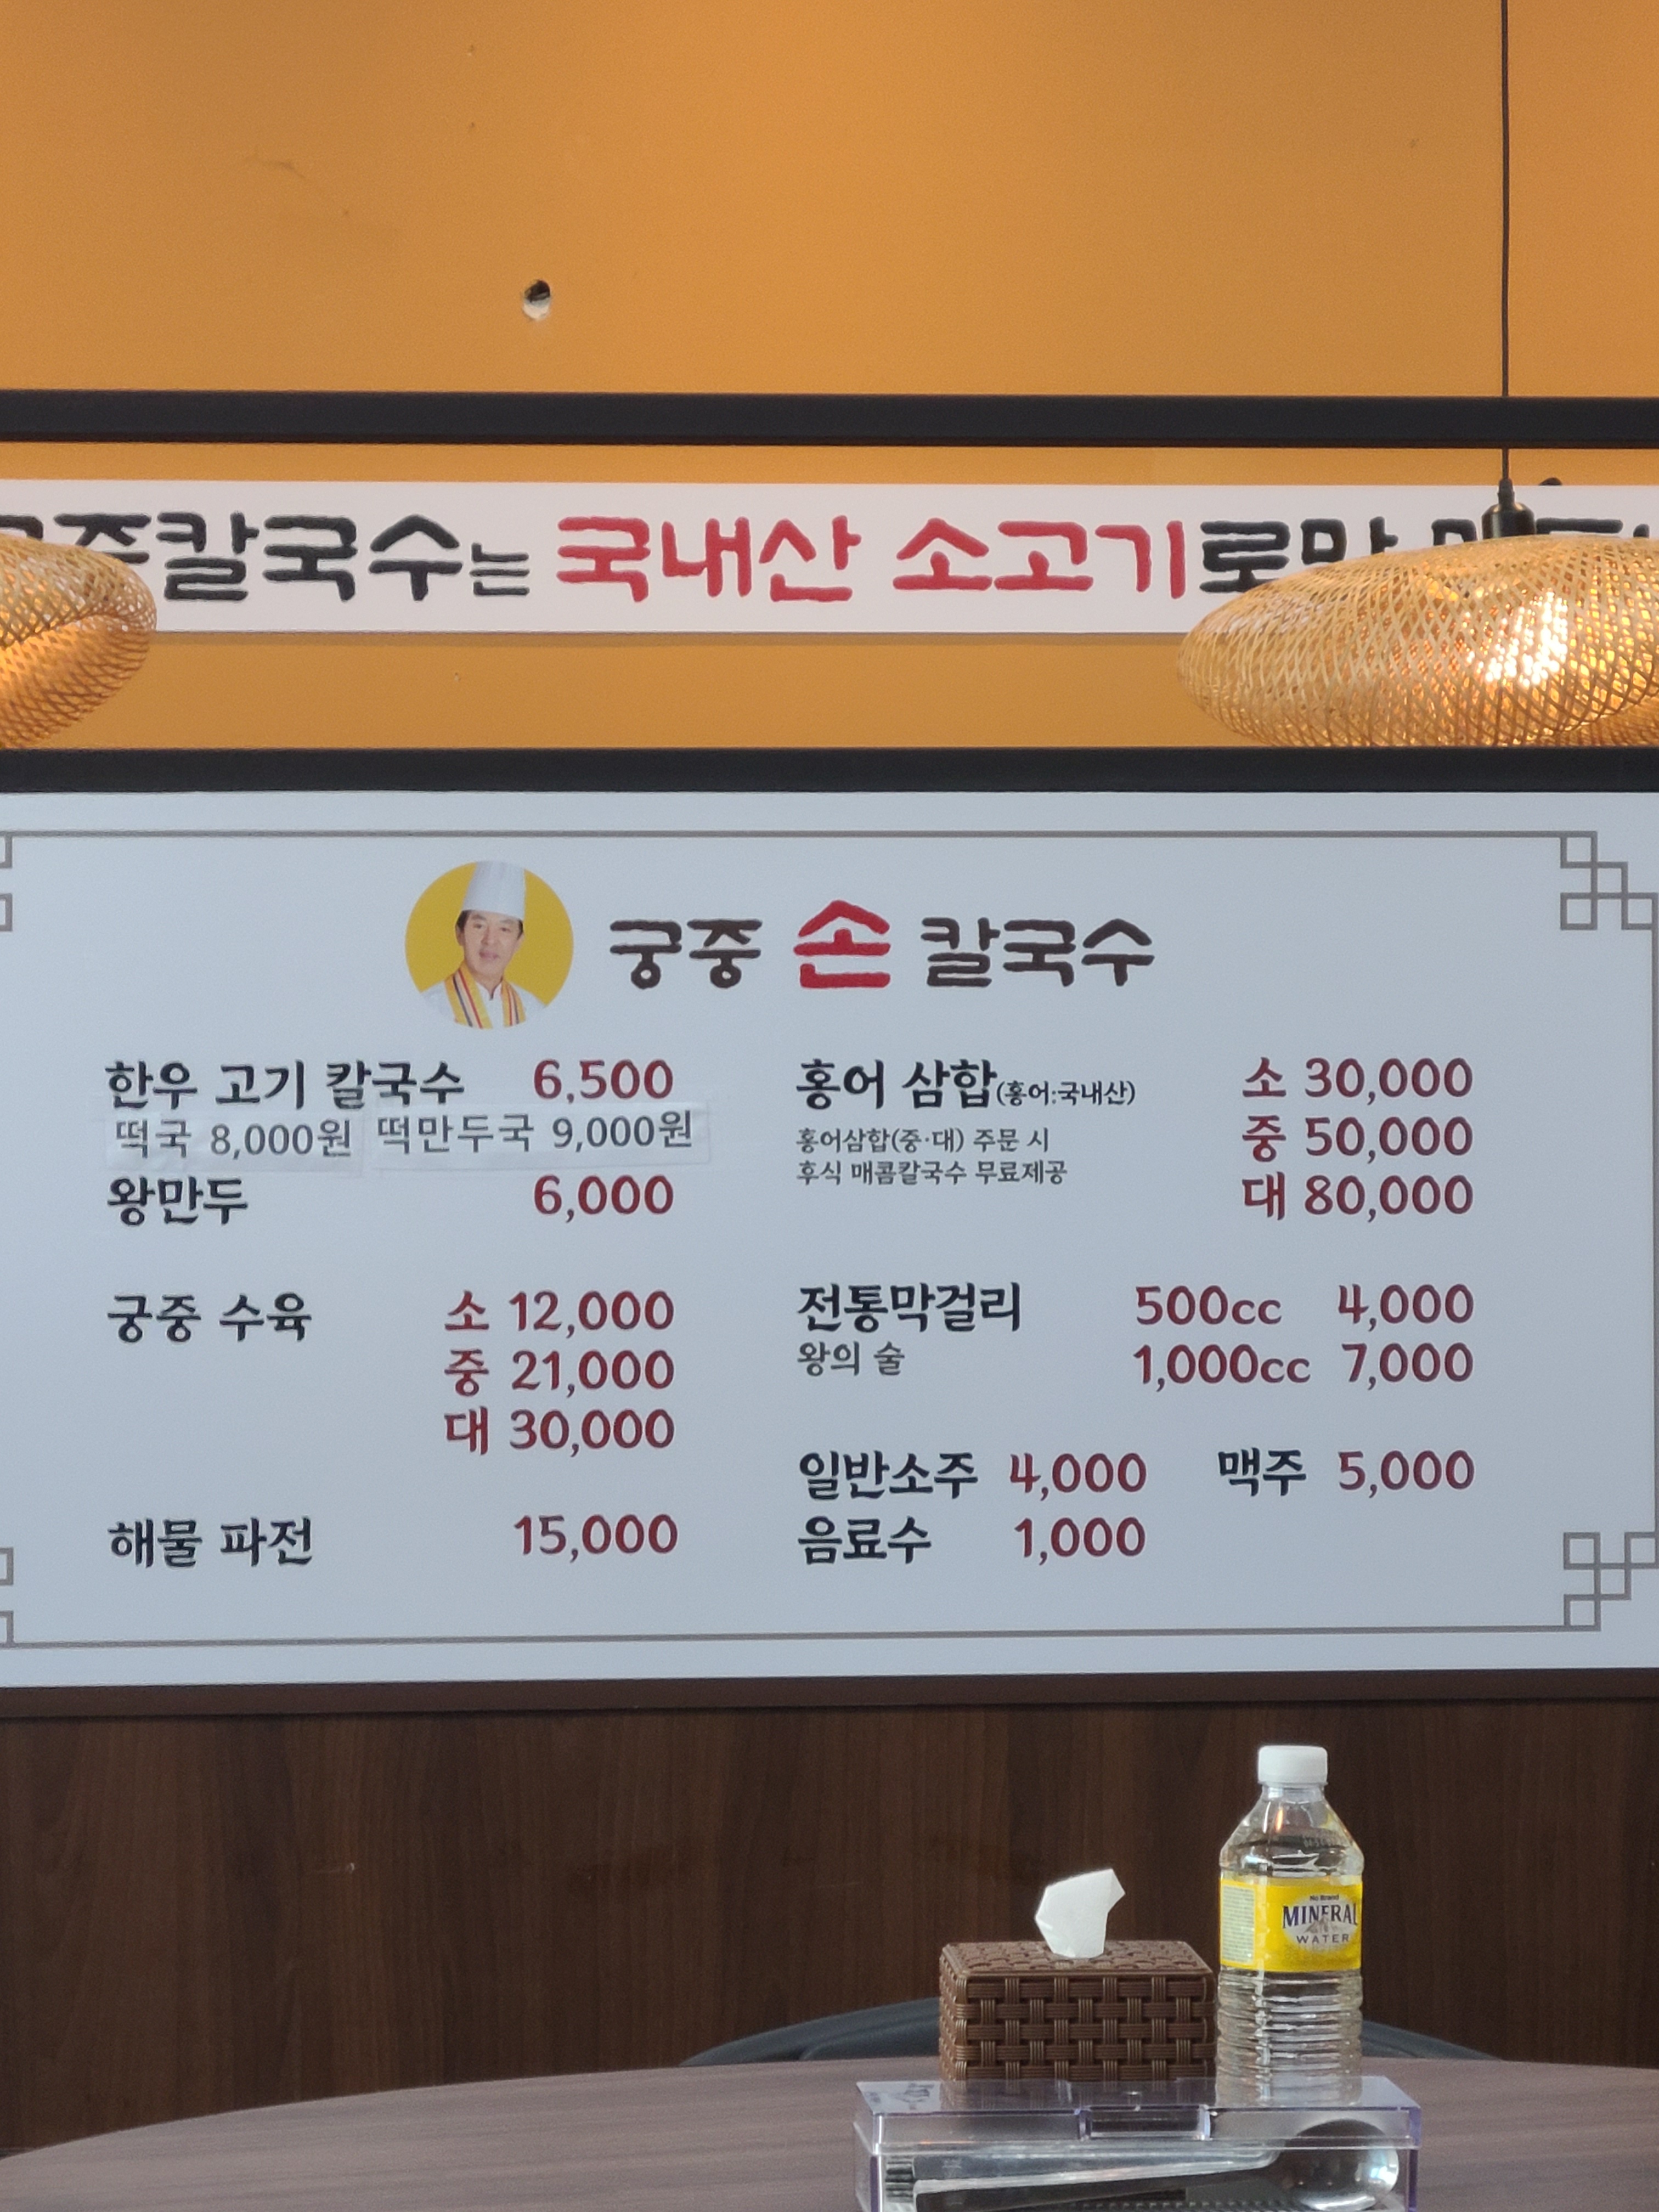 칼국수는 국내산 소고기로만
궁중 손 칼국수
한우 고기 칼국수 6,500
떡국 8,000원 떡만두국 9,000원
왕만두 6,000
궁중 수육 소 12,000
중 21,000
대 30,000
해물 파전 15,000
홍어 삼합(홍어:국내산) 소 30,000
홍어삼합(중·대) 주문 시 중 50,000
후식 매콤칼국수 무료제공 대 80,000
전통막걸리 500cc 4,000
왕의 술 1,000cc 7,000
일반소주 4,000 맥주 5,000
음료수 1,000
No Brand
MINERAL
WATER